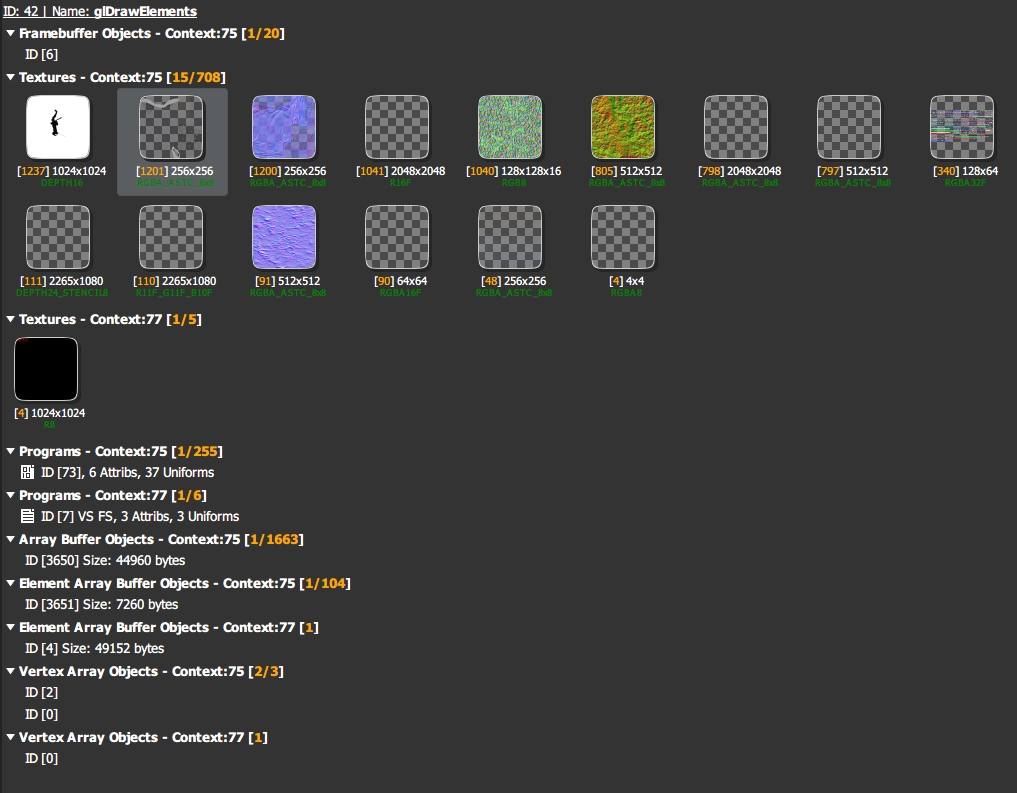 ID: 42 | Name: glDrawElements
Framebuffer Objects - Context:75 [1/20]
ID [6]
Textures - Context:75 [15/708]
[1237] 1024x1024 [1201] 256x256 [1200] 256x256 [1041] 2048x2048 [1040] 128x128x16 [805] 512x512 [798] 2048x2048 [797] 512x512 [340] 128x64
DEPTH16 RGBA_ASTC_8x8 RGBA_ASTC_8x8 R16F RGB8 RGBA_ASTC_8x8 RGBA_ASTC_8x8 RGBA_ASTC_8x8 RGBA32F
[111] 2265x1080 [110] 2265x1080 [91] 512x512 [90] 64x64 [48] 256x256 [4] 4x4
DEPTH24_STENCIL8 R11F_G11F_B10F RGBA_ASTC_8x8 RGBA16F RGBA_ASTC_8x8 RGBA8
Textures - Context:77 [1/5]
[4] 1024x1024
R8
Programs - Context:75 [1/255]
ID [73], 6 Attribs, 37 Uniforms
Programs - Context:77 [1/6]
ID [7] VS FS, 3 Attribs, 3 Uniforms
Array Buffer Objects - Context:75 [1/1663]
ID [3650] Size: 44960 bytes
Element Array Buffer Objects - Context:75 [1/104]
ID [3651] Size: 7260 bytes
Element Array Buffer Objects - Context:77 [1]
ID [4] Size: 49152 bytes
Vertex Array Objects - Context:75 [2/3]
ID [2]
ID [0]
Vertex Array Objects - Context:77 [1]
ID [0]